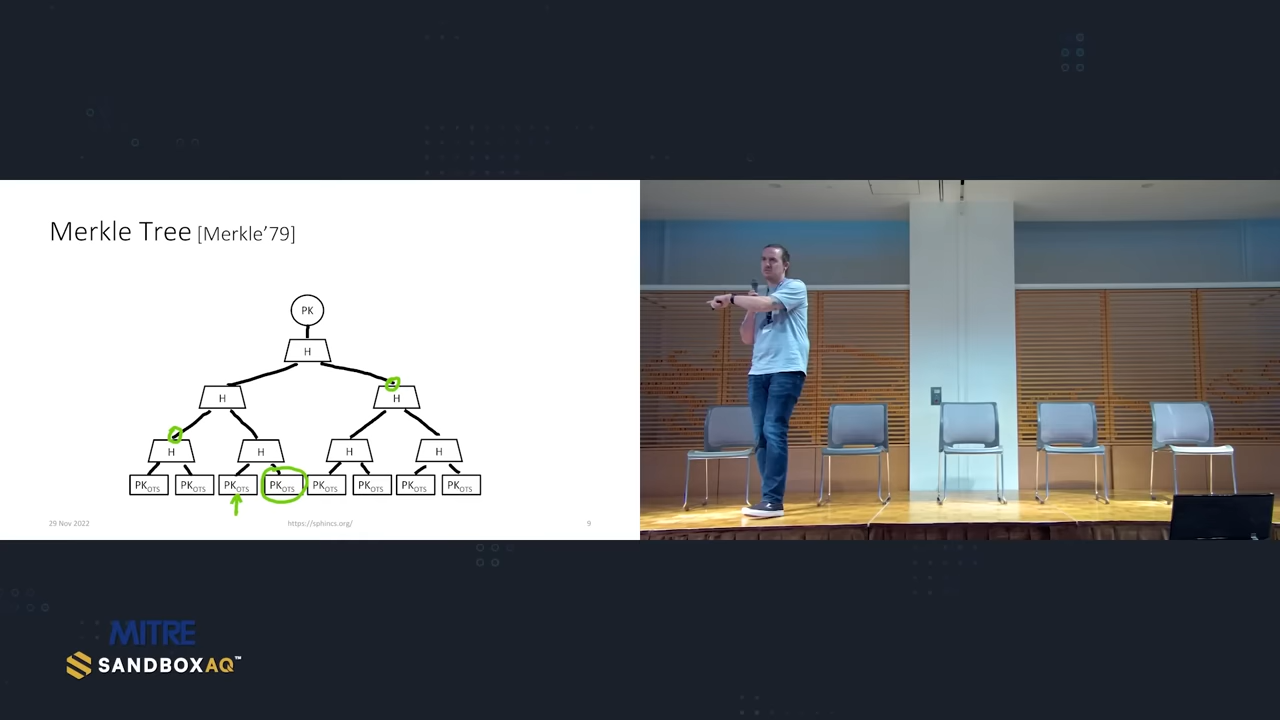 Merkle Tree [Merkle’79]
PK
H
H H
H H H H
PKOTS PKOTS PKOTS PKOTS PKOTS PKOTS PKOTS PKOTS
29 Nov 2022 https://sphincs.org/ 9
MITRE
SANDBOXAQ™